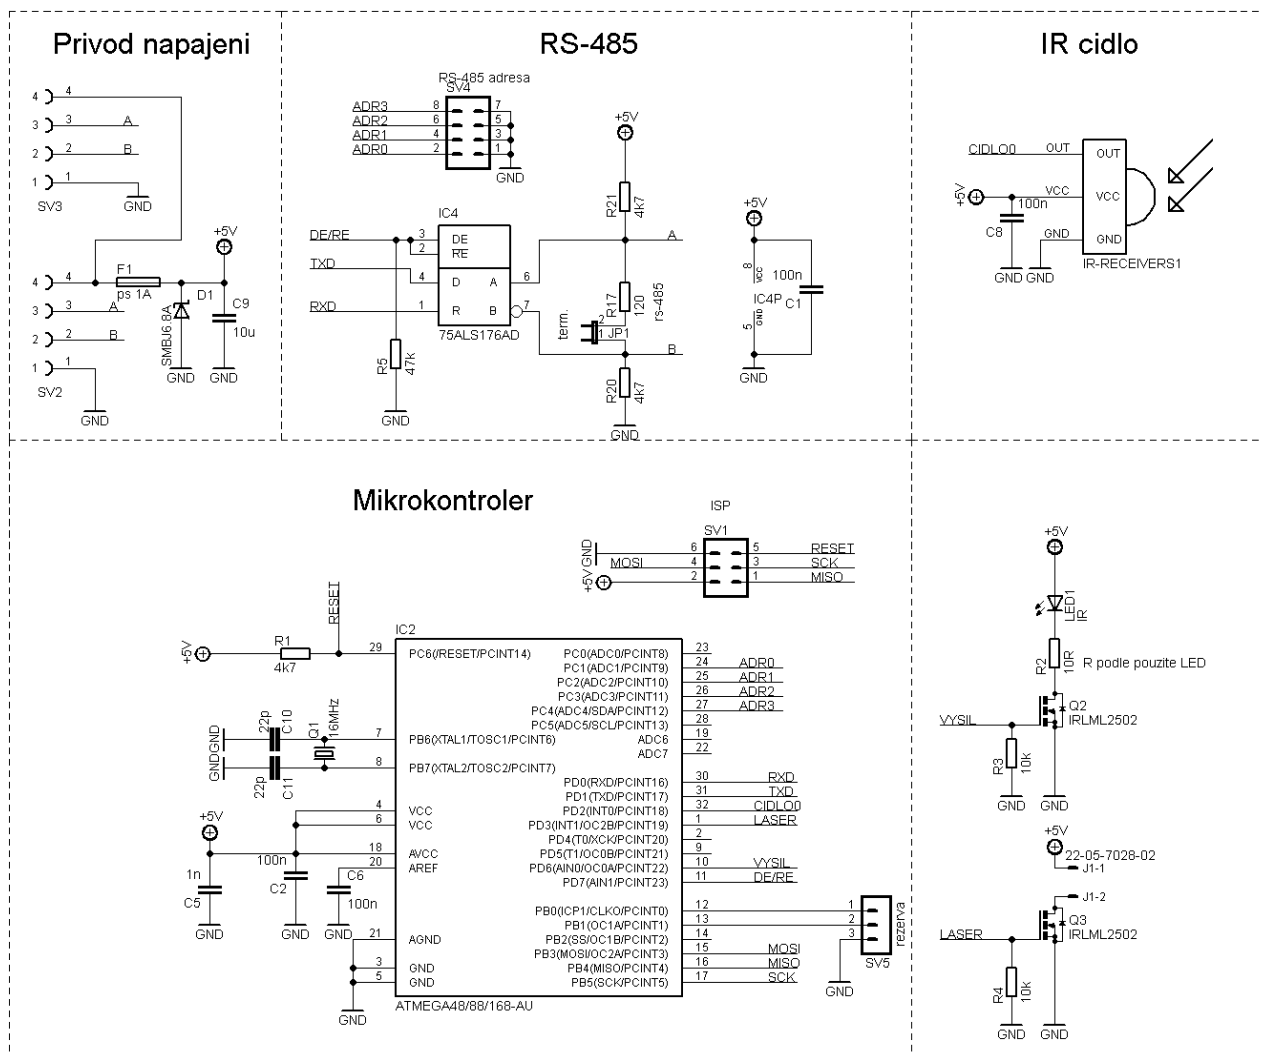 Privod napajeni
4 4
3 3 A
2 2 B
1 1
SV3
GND
+5V
4 4
F1
ps 1A
D1
C9
10u
SMBJ6.8A
3 3 A
2 2 B
1 1
SV2
GND
GND
GND
RS-485
RS-485 adresa
SV4
ADR3 8 7
ADR2 6 5
ADR1 4 3
ADR0 2 1
GND
+5V
R21
4k7
IC4
DE/RE 3 DE
2 RE
TXD 4 D A 6
RXD 1 R B 7
75ALS176AD
A
R17
120
rs-485
term.
2
1 JP1
B
R5
47k
GND
R20
4k7
GND
+5V
8
VCC
100n
IC4P
C1
GND
5
GND
IR cidlo
CIDLO0 OUT OUT
+5V VCC VCC
100n
C8
GND GND
GND GND
IR-RECEIVERS1
Mikrokontroler
ISP
SV1
GND 6 5 RESET
MOSI 4 3 SCK
+5V 2 1 MISO
RESET
+5V
R1
4k7
IC2
29 PC6(/RESET/PCINT14)
GND
22p
C10
Q1
16MHz
7 PB6(XTAL1/TOSC1/PCINT6)
GND
22p
C11
8 PB7(XTAL2/TOSC2/PCINT7)
+5V
4 VCC
6 VCC
18 AVCC
20 AREF
1n
C5
100n
C2
C6
100n
GND
GND
GND
21 AGND
3 GND
5 GND
GND
ATMEGA48/88/168-AU
PC0(ADC0/PCINT8) 23
PC1(ADC1/PCINT9) 24 ADR0
PC2(ADC2/PCINT10) 25 ADR1
PC3(ADC3/PCINT11) 26 ADR2
PC4(ADC4/SDA/PCINT12) 27 ADR3
PC5(ADC5/SCL/PCINT13) 28
ADC6 19
ADC7 22
PD0(RXD/PCINT16) 30 RXD
PD1(TXD/PCINT17) 31 TXD
PD2(INT0/PCINT18) 32 CIDLO0
PD3(INT1/OC2B/PCINT19) 1 LASER
PD4(T0/XCK/PCINT20) 2
PD5(T1/OC0B/PCINT21) 9
PD6(AIN0/OC0A/PCINT22) 10 VYSIL
PD7(AIN1/PCINT23) 11 DE/RE
PB0(ICP1/CLKO/PCINT0) 12
PB1(OC1A/PCINT1) 13
PB2(SS/OC1B/PCINT2) 14
PB3(MOSI/OC2A/PCINT3) 15 MOSI
PB4(MISO/PCINT4) 16 MISO
PB5(SCK/PCINT5) 17 SCK
1
2
3
rezerva
SV5
GND
+5V
LED1
IR
R2
10R
R podle pouzite LED
Q2
IRLML2502
VYSIL
R3
10k
GND
GND
+5V
22-05-7028-02
J1-1
J1-2
Q3
IRLML2502
LASER
R4
10k
GND
GND